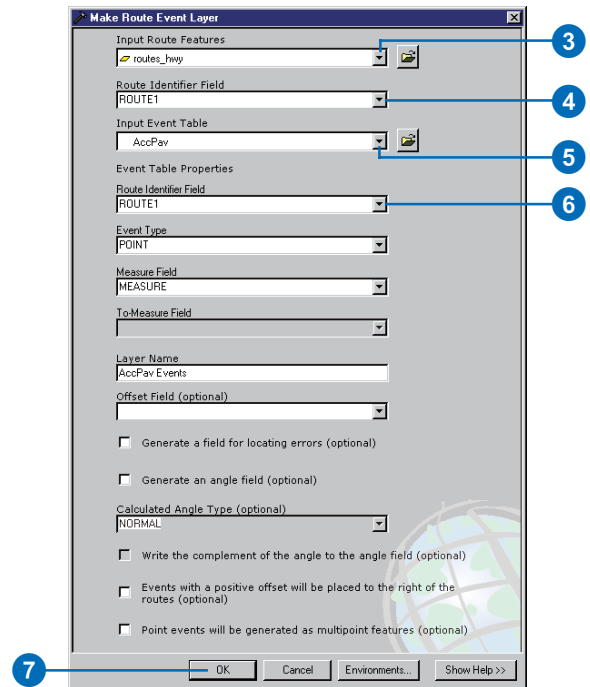 Make Route Event Layer
Input Route Features
routes_hwy
3
Route Identifier Field
ROUTE1
4
Input Event Table
AccPav
5
Event Table Properties
Route Identifier Field
ROUTE1
6
Event Type
POINT
Measure Field
MEASURE
To-Measure Field
Layer Name
AccPav Events
Offset Field (optional)
Generate a field for locating errors (optional)
Generate an angle field (optional)
Calculated Angle Type (optional)
NORMAL
Write the complement of the angle to the angle field (optional)
Events with a positive offset will be placed to the right of the
routes (optional)
Point events will be generated as multipoint features (optional)
7
OK Cancel Environments... Show Help >>